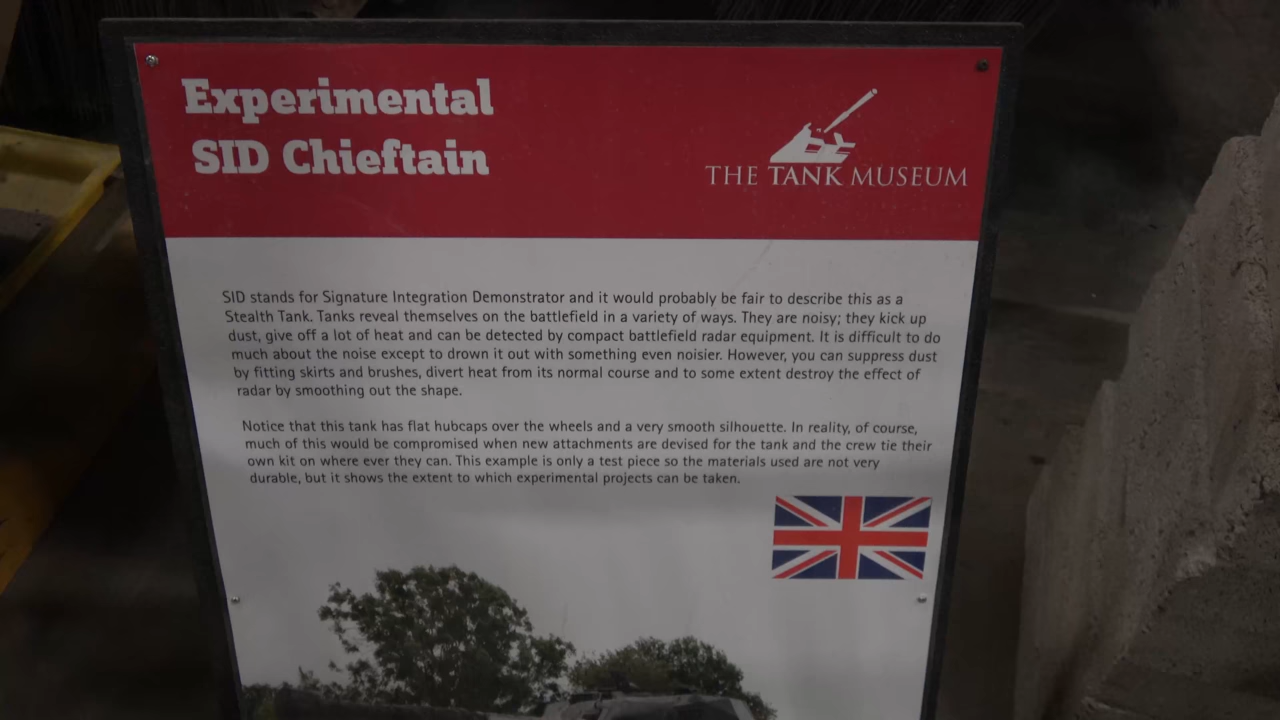 Experimental
SID Chieftain
THE TANK MUSEUM
SID stands for Signature Integration Demonstrator and it would probably be fair to describe this as a
Stealth Tank. Tanks reveal themselves on the battlefield in a variety of ways. They are noisy; they kick up
dust, give off a lot of heat and can be detected by compact battlefield radar equipment. It is difficult to do
much about the noise except to drown it out with something even noisier. However, you can suppress dust
by fitting skirts and brushes, divert heat from its normal course and to some extent destroy the effect of
radar by smoothing out the shape.
Notice that this tank has flat hubcaps over the wheels and a very smooth silhouette. In reality, of course,
much of this would be compromised when new attachments are devised for the tank and the crew tie their
own kit on where ever they can. This example is only a test piece so the materials used are not very
durable, but it shows the extent to which experimental projects can be taken.